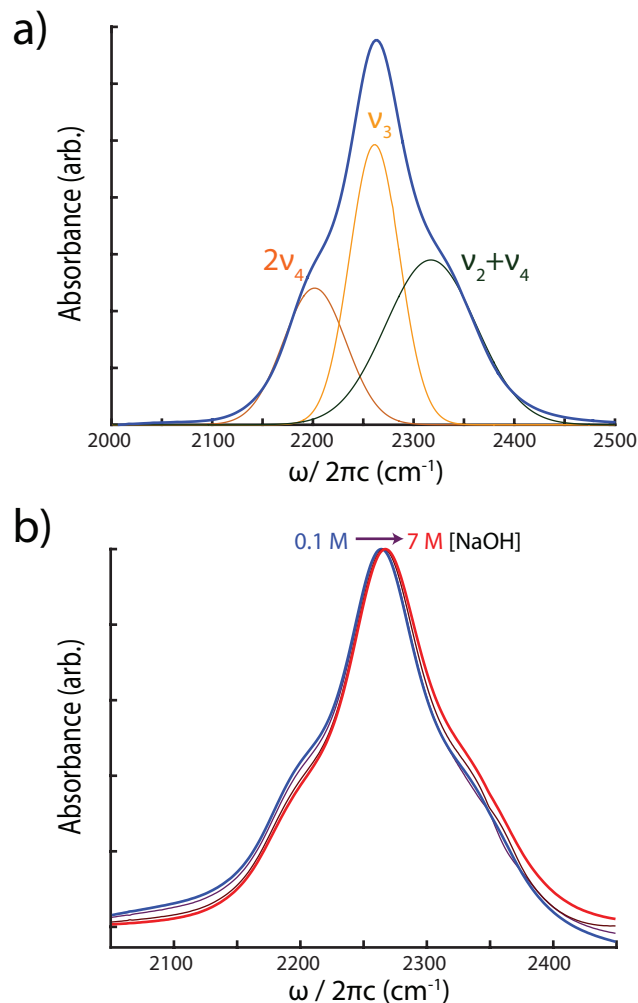 a)
Absorbance (arb.)
ν3
2ν4
ν2+ν4
2000 2100 2200 2300 2400 2500
ω/ 2πc (cm⁻¹)
b)
0.1 M 7 M [NaOH]
Absorbance (arb.)
2100 2200 2300 2400
ω / 2πc (cm⁻¹)